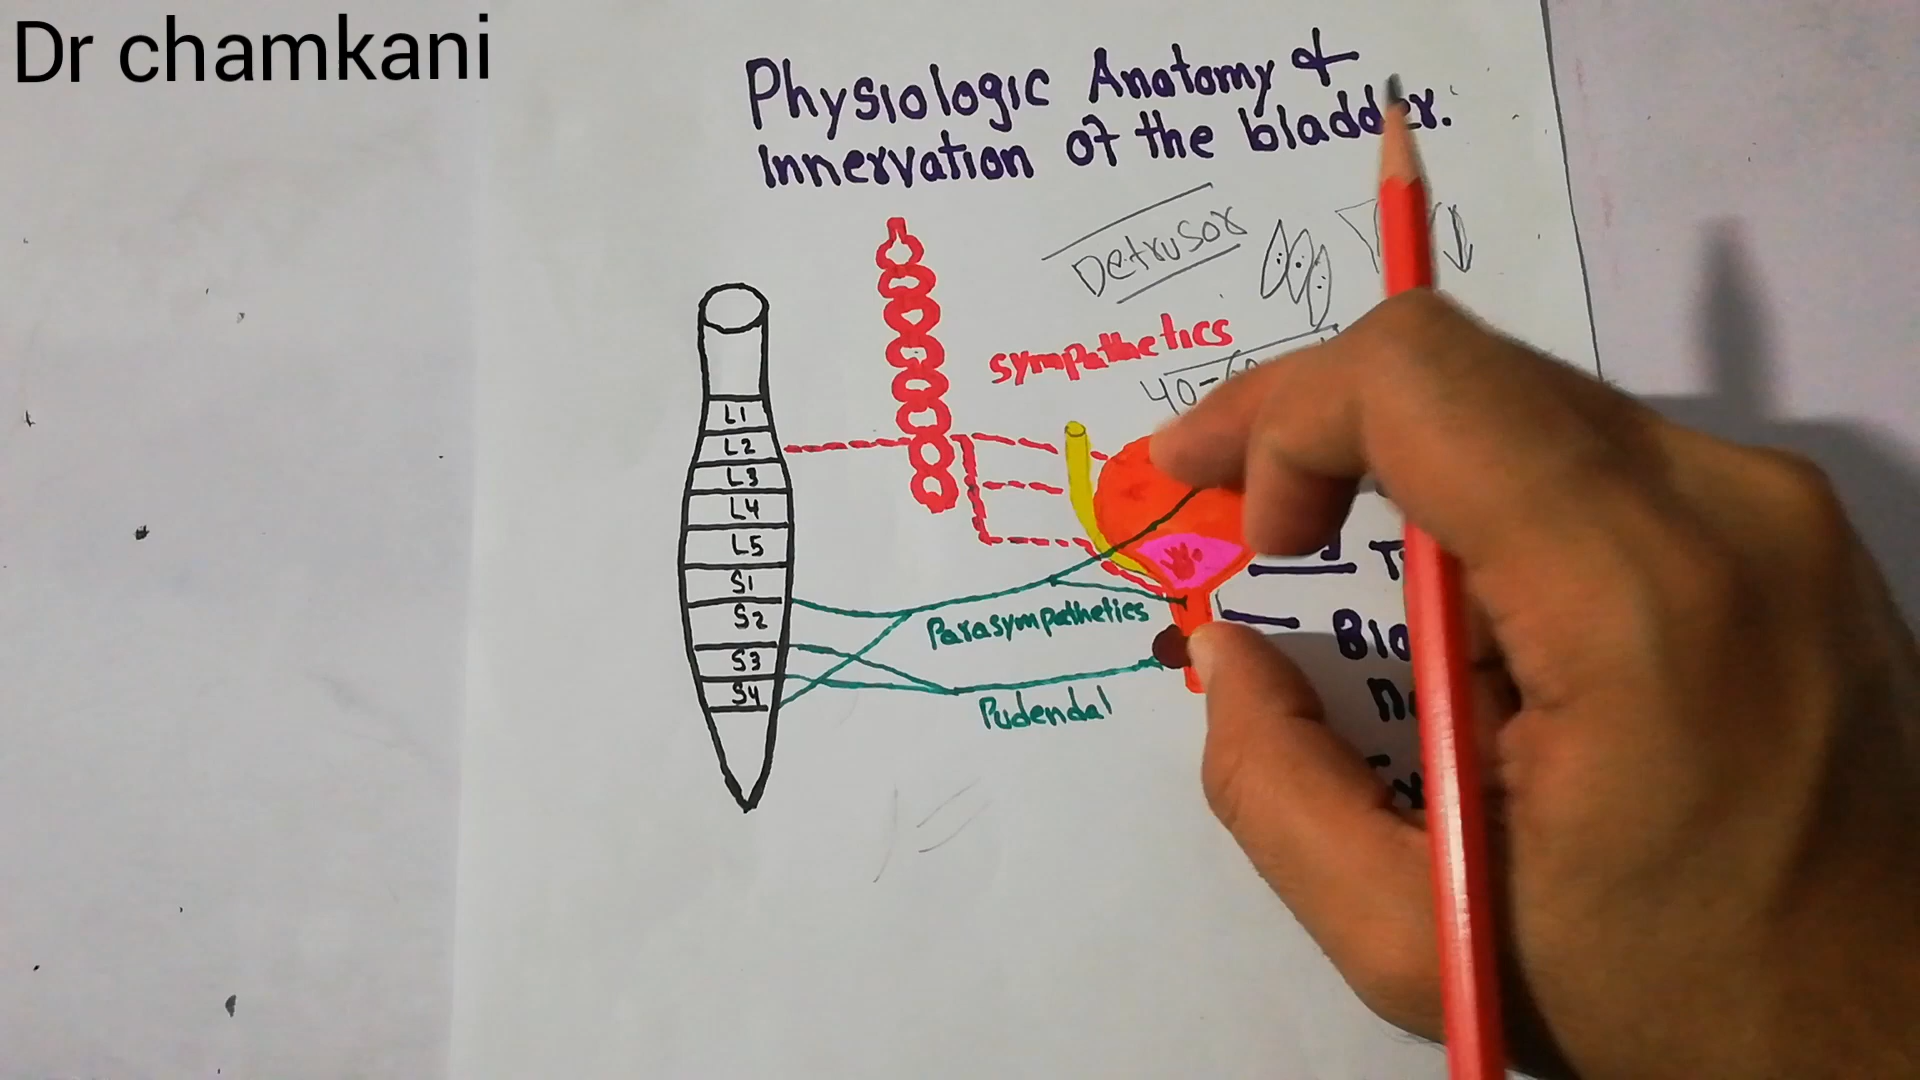 Dr chamkani
Physiologic Anatomy &
Innervation of the bladder.
Detrusor
sympathetics
L1
L2
L3
L4
L5
S1
S2
S3
S4
Parasympathetics
Pudendal